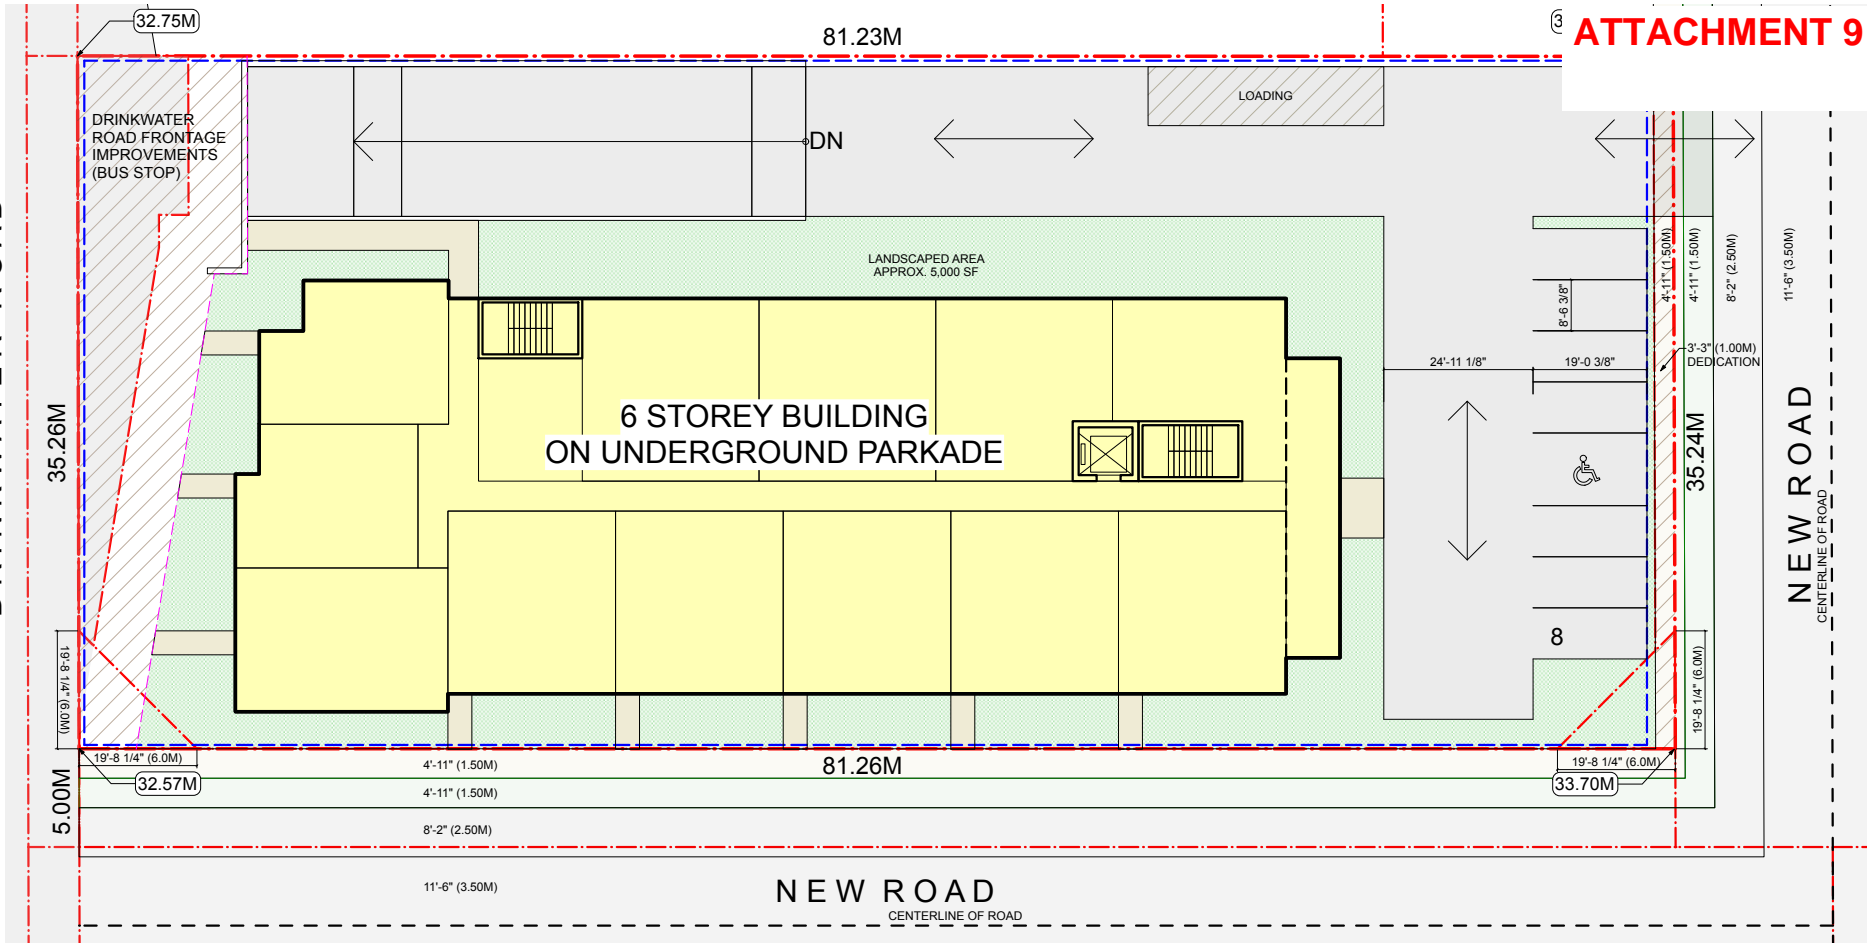 32.75M
81.23M
ATTACHMENT 9
LOADING
DRINKWATER
ROAD FRONTAGE
IMPROVEMENTS
(BUS STOP)
DN
LANDSCAPED AREA
APPROX. 5,000 SF
4'-11" (1.50M)
4'-11" (1.50M)
8'-2" (2.50M)
11'-6" (3.50M)
8'-6 3/8"
3'-3" (1.00M)
DEDICATION
24'-11 1/8"
19'-0 3/8"
6 STOREY BUILDING
ON UNDERGROUND PARKADE
35.26M
35.24M
NEW ROAD
CENTERLINE OF ROAD
8
19'-8 1/4" (6.0M)
19'-8 1/4" (6.0M)
19'-8 1/4" (6.0M)
4'-11" (1.50M)
81.26M
19'-8 1/4" (6.0M)
32.57M
33.70M
5.00M
4'-11" (1.50M)
8'-2" (2.50M)
11'-6" (3.50M)
NEW ROAD
CENTERLINE OF ROAD